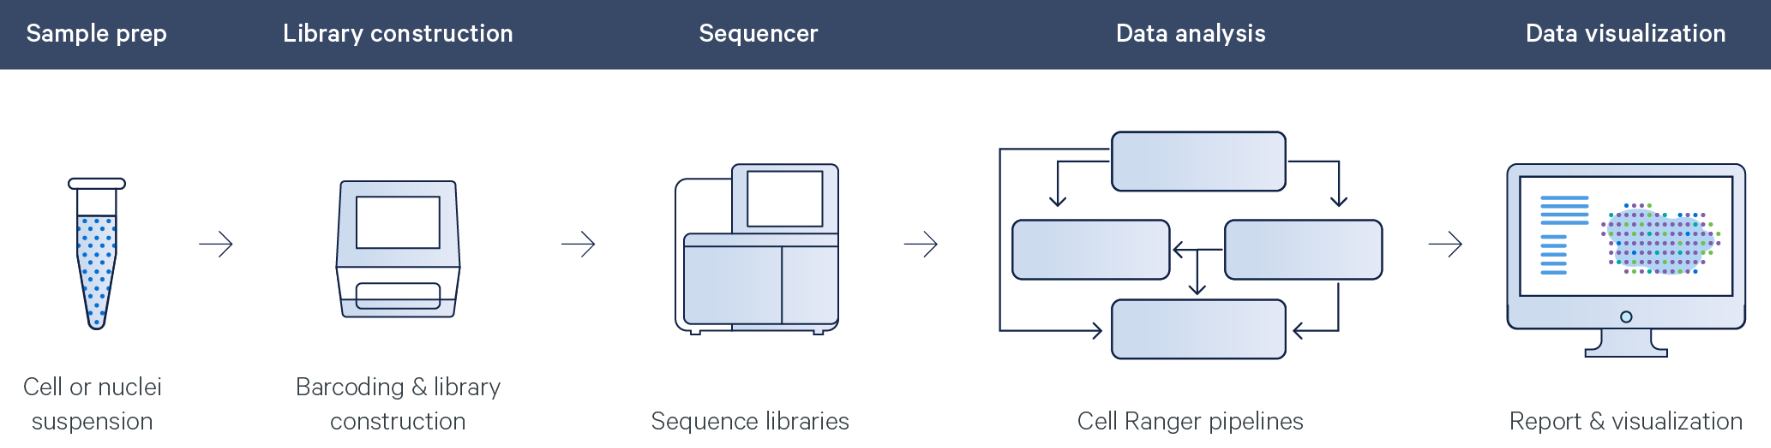 Sample prep
Library construction
Sequencer
Data analysis
Data visualization
Cell or nuclei
suspension
Barcoding & library
construction
Sequence libraries
Cell Ranger pipelines
Report & visualization